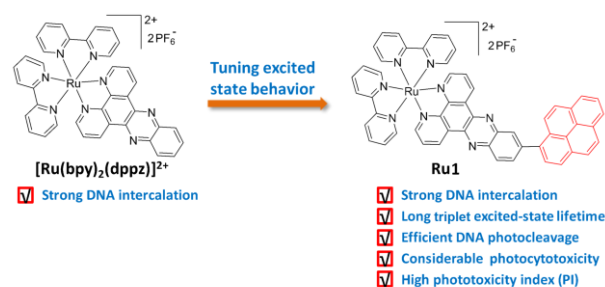 2+
2PF6-
N
N
N
Ru
N
N
N
N
N
[Ru(bpy)2(dppz)]2+
√ Strong DNA intercalation
Tuning excited
state behavior
2+
2PF6-
N
N
N
Ru
N
N
N
N
N
Ru1
√ Strong DNA intercalation
√ Long triplet excited-state lifetime
√ Efficient DNA photocleavage
√ Considerable photocytotoxicity
√ High phototoxicity index (PI)